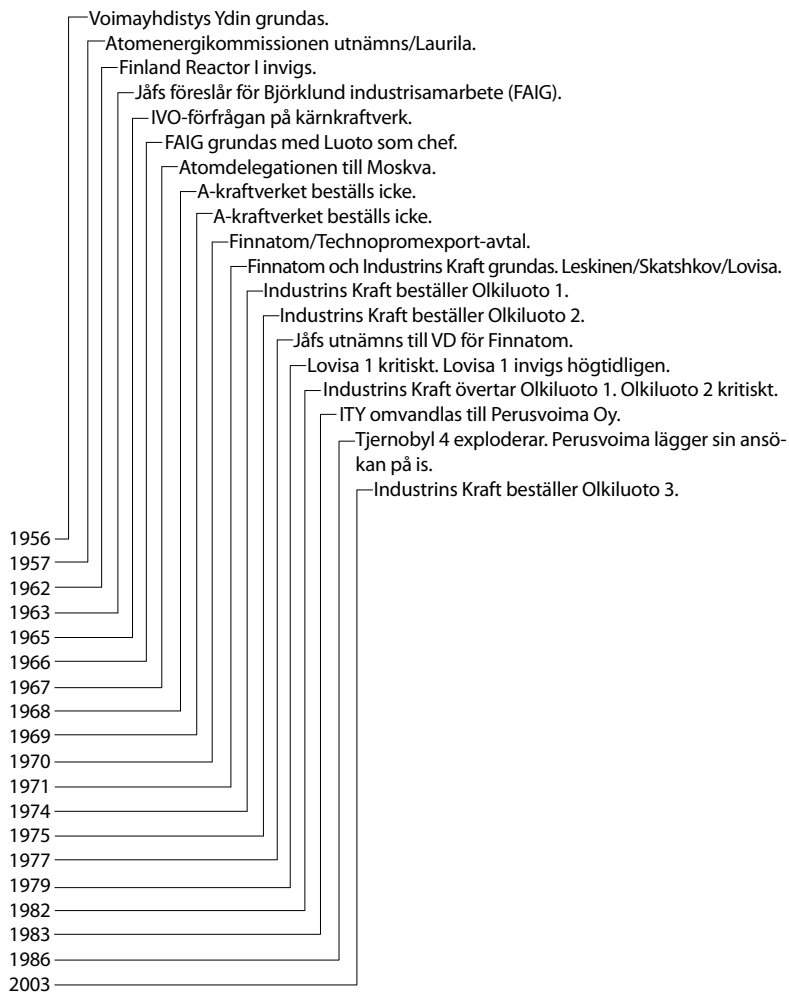 Voimayhdistys Ydin grundas.
Atomenergikommissionen utnämns/Laurila.
Finland Reactor I invigs.
Jåfs föreslår för Björklund industrisamarbete (FAIG).
IVO-förfrågan på kärnkraftverk.
FAIG grundas med Luoto som chef.
Atomdelegationen till Moskva.
A-kraftverket beställs icke.
A-kraftverket beställs icke.
Finnatom/Technopromexport-avtal.
Finnatom och Industrins Kraft grundas. Leskinen/Skatshkov/Lovisa.
Industrins Kraft beställer Olkiluoto 1.
Industrins Kraft beställer Olkiluoto 2.
Jåfs utnämns till VD för Finnatom.
Lovisa 1 kritiskt. Lovisa 1 invigs högtidligen.
Industrins Kraft övertar Olkiluoto 1. Olkiluoto 2 kritiskt.
ITY omvandlas till Perusvoima Oy.
Tjernobyl 4 exploderar. Perusvoima lägger sin ansö-
kan på is.
Industrins Kraft beställer Olkiluoto 3.
1956
1957
1962
1963
1965
1966
1967
1968
1969
1970
1971
1974
1975
1977
1979
1982
1983
1986
2003